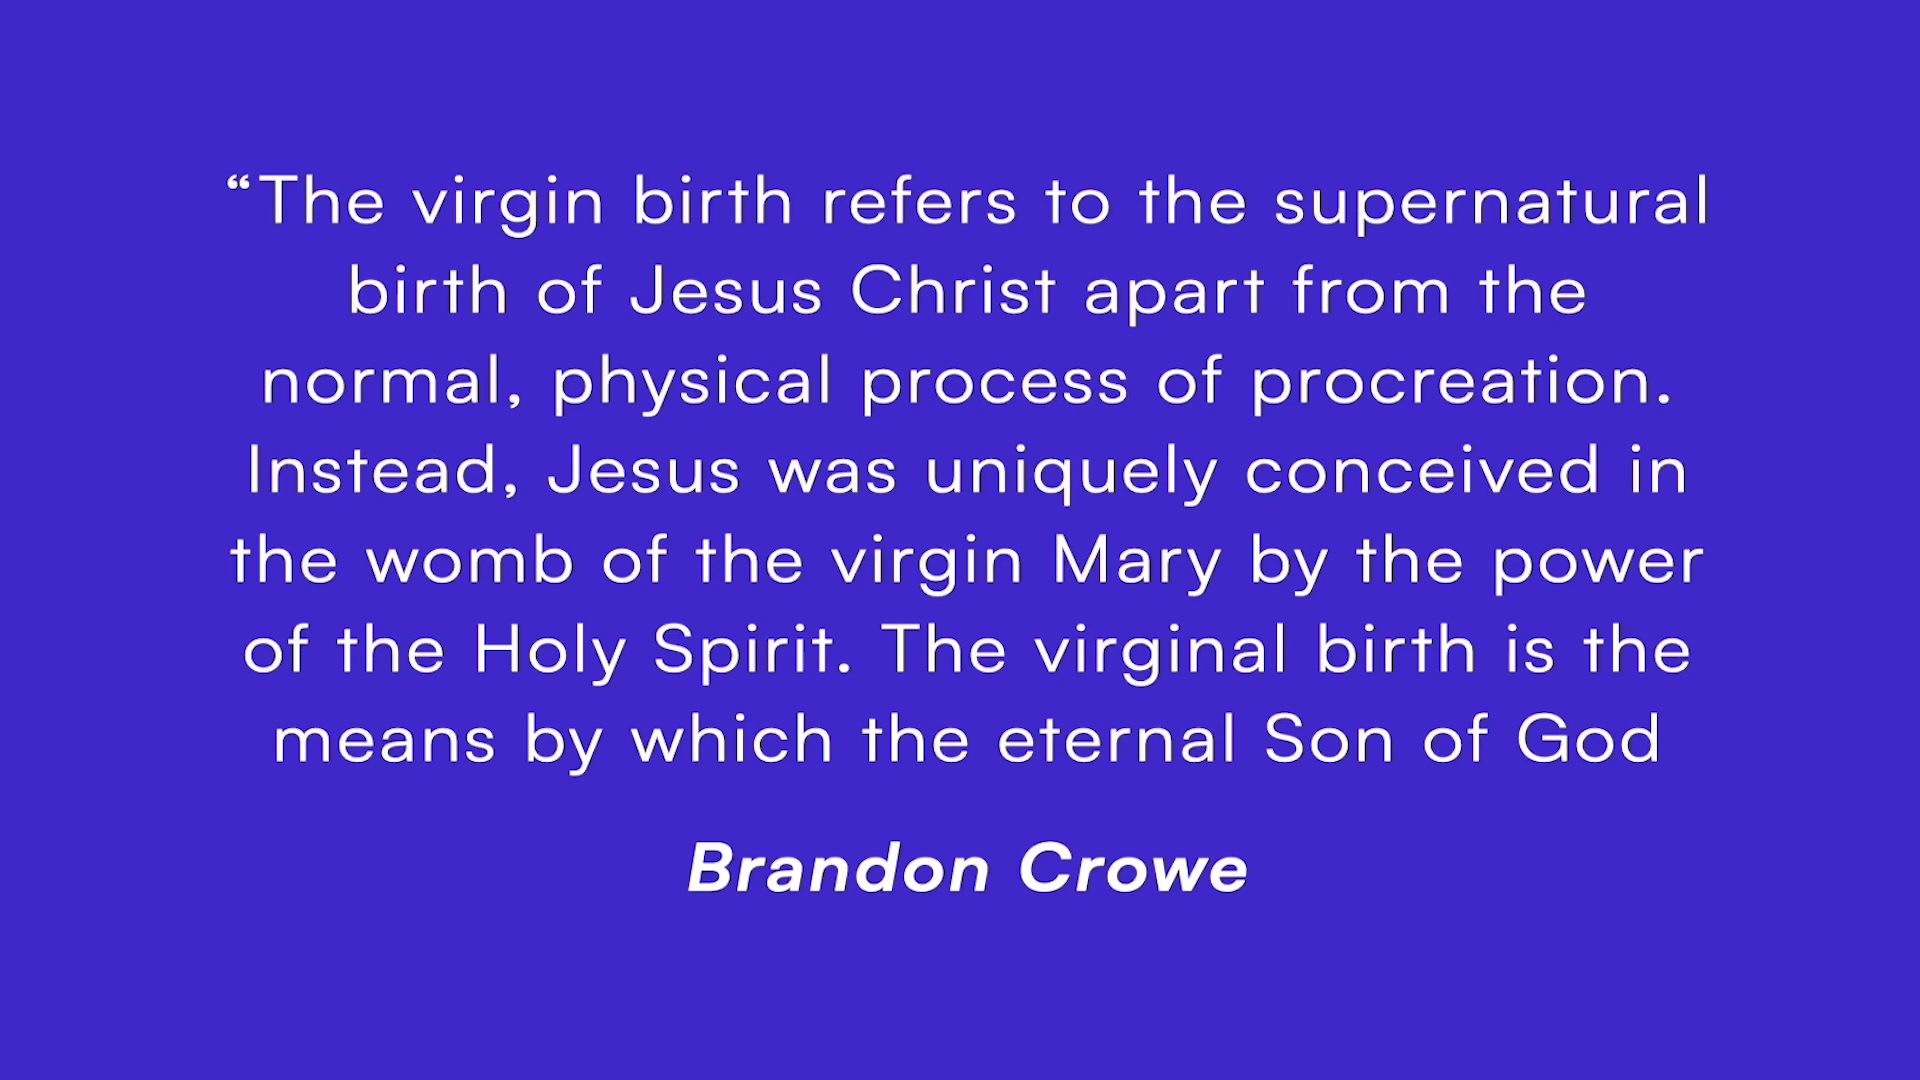 “The virgin birth refers to the supernatural
birth of Jesus Christ apart from the
normal, physical process of procreation.
Instead, Jesus was uniquely conceived in
the womb of the virgin Mary by the power
of the Holy Spirit. The virginal birth is the
means by which the eternal Son of God
Brandon Crowe